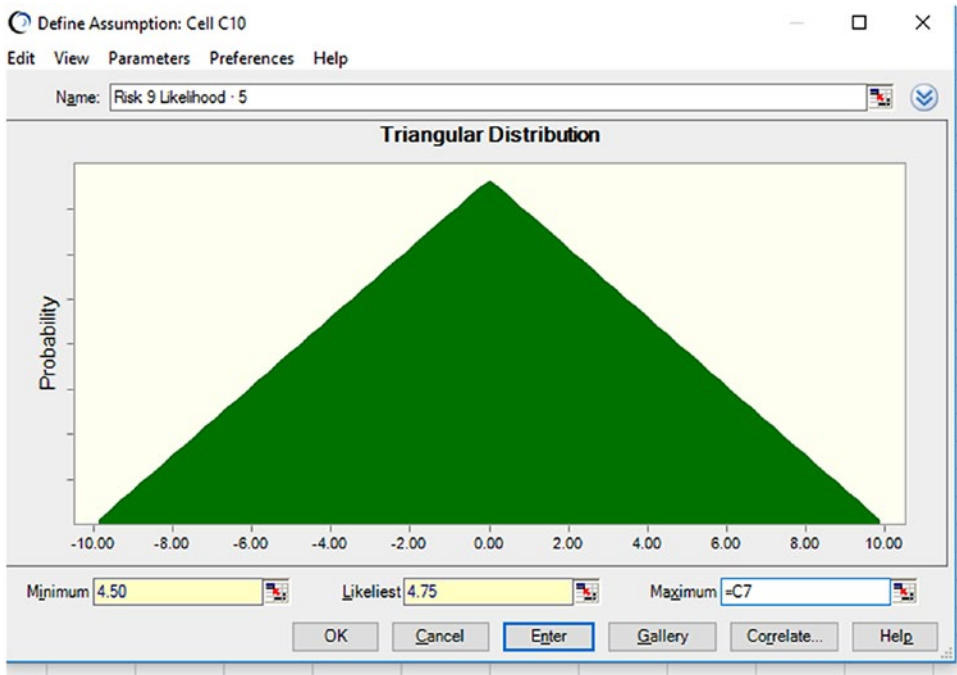 Define Assumption: Cell C10
Edit View Parameters Preferences Help
Name: Risk 9 Likelihood · 5
Triangular Distribution
Probability
-10.00 -8.00 -6.00 -4.00 -2.00 0.00 2.00 4.00 6.00 8.00 10.00
Minimum 4.50 Likeliest 4.75 Maximum =C7
OK Cancel Enter Gallery Correlate... Help